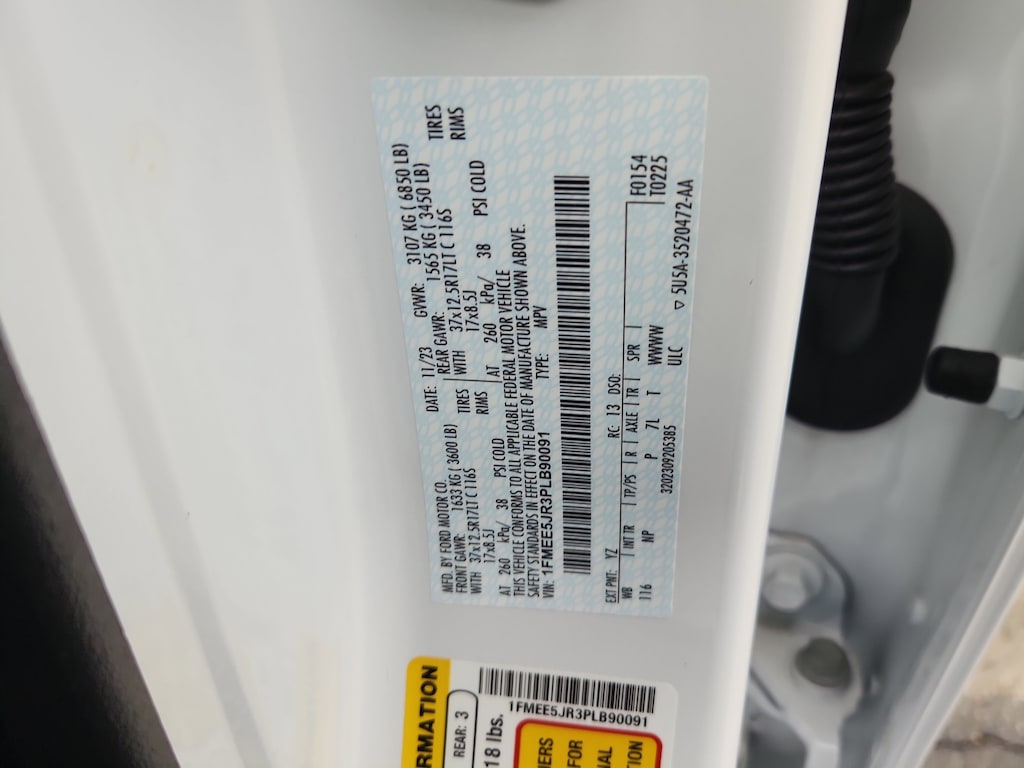 MFD. BY FORD MOTOR CO. DATE: 11/23 GVWR: 3107 KG ( 6850 LB)
FRONT GAWR: 1633 KG ( 3600 LB) REAR GAWR: 1565 KG ( 3450 LB)
WITH 37x12.5R17LT C 116S TIRES WITH 37x12.5R17LT C 116S TIRES
17x8.5J RIMS 17x8.5J RIMS
AT 260 kPa/ 38 PSI COLD AT 260 kPa/ 38 PSI COLD
THIS VEHICLE CONFORMS TO ALL APPLICABLE FEDERAL MOTOR VEHICLE
SAFETY STANDARDS IN EFFECT ON THE DATE OF MANUFACTURE SHOWN ABOVE.
VIN: 1FMEE5JR3PLB90091 TYPE: MPV
EXT PNT: YZ RC: 13 DSO: F0154
WB INT TR TP/PS R AXLE TR SPR T0225
116 NP P 7L T WWWW
3202309205385 ULC
5U5A-3520472-AA
RMATION
REAR: 3
18 lbs.
1FMEE5JR3PLB90091
IERS
FOR
NAL
ION